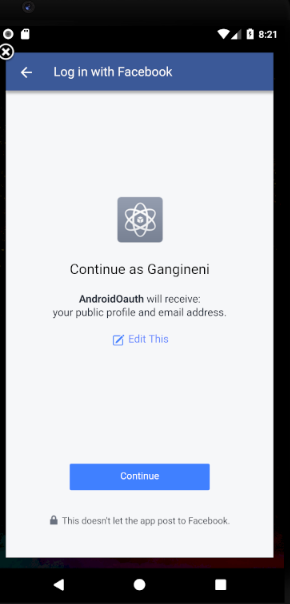 8:21
Log in with Facebook
Continue as Gangineni
AndroidOauth will receive:
your public profile and email address.
Edit This
Continue
This doesn't let the app post to Facebook.